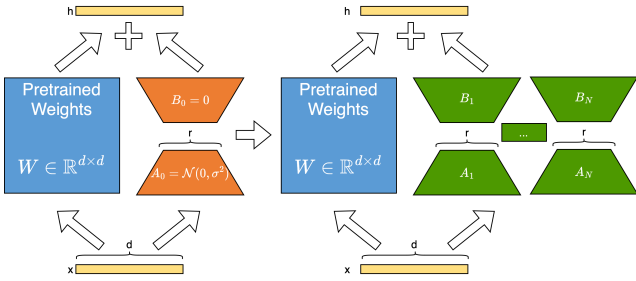 h
h
Pretrained
Weights
W ∈ ℝ^{d×d}
B₀ = 0
r
A₀ = 𝒩(0, σ²)
Pretrained
Weights
W ∈ ℝ^{d×d}
B₁
B_N
r
...
r
A₁
A_N
d
x
d
x